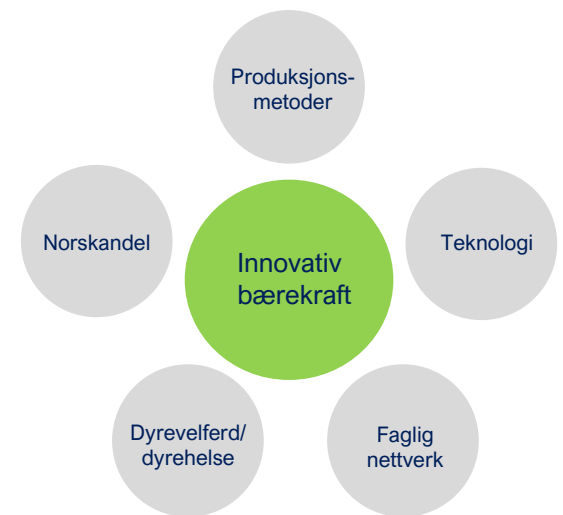 Produksjons-
metoder
Norskandel
Teknologi
Innovativ
bærekraft
Dyrevelferd/
dyrehelse
Faglig
nettverk